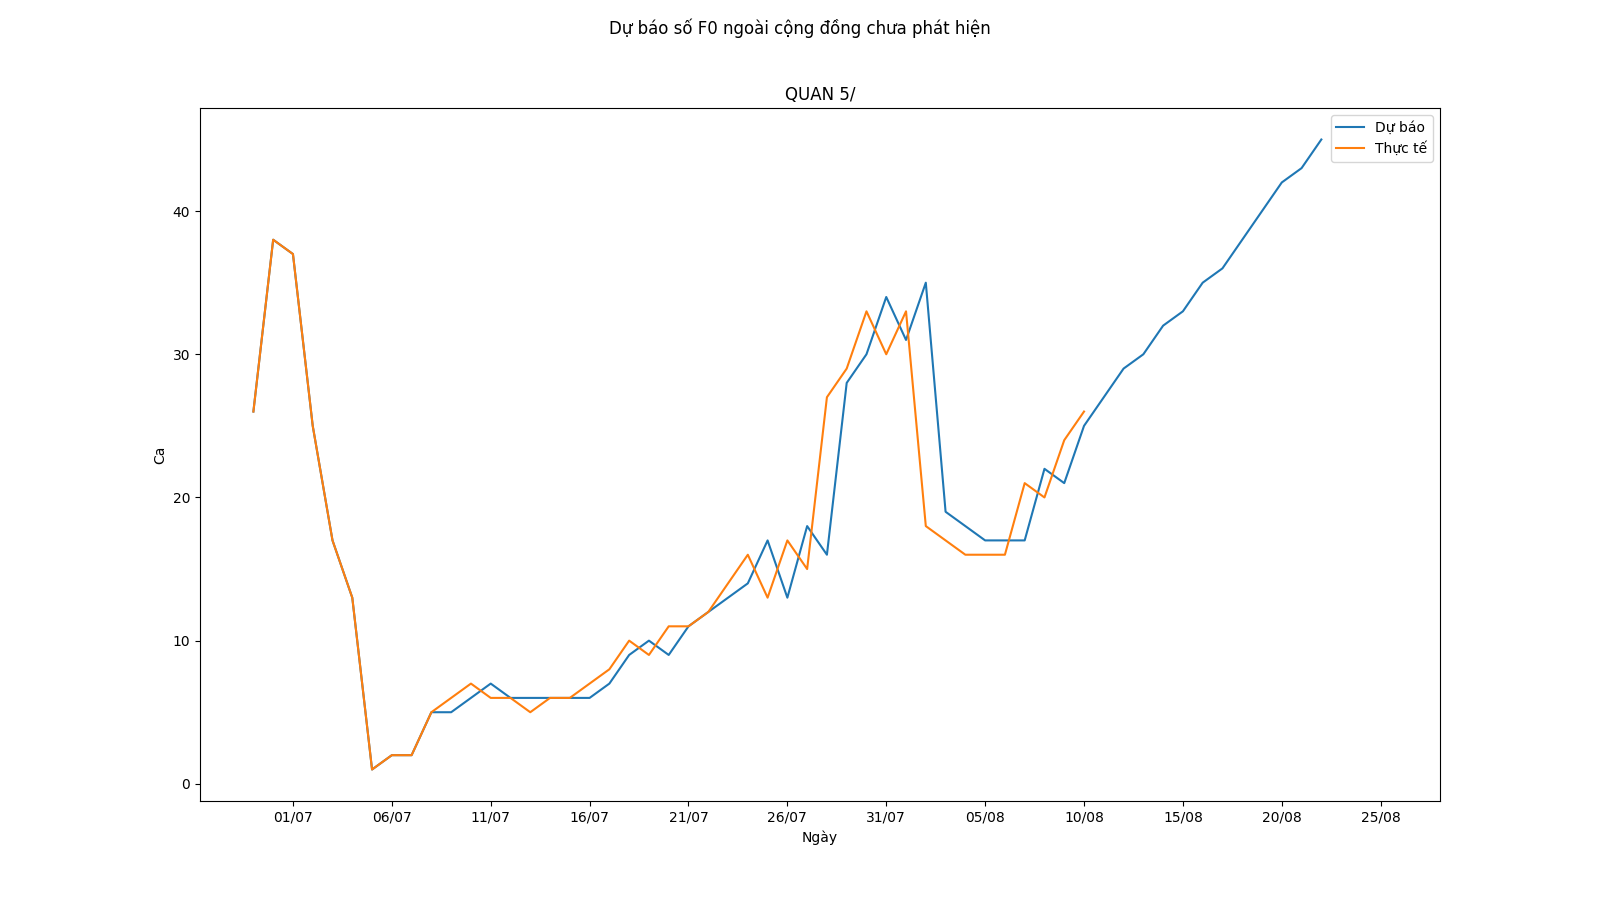 Dự báo số F0 ngoài cộng đồng chưa phát hiện
QUAN 5/
Dự báo
Thực tế
40
30
20
10
0
Ca
01/07 06/07 11/07 16/07 21/07 26/07 31/07 05/08 10/08 15/08 20/08 25/08
Ngày